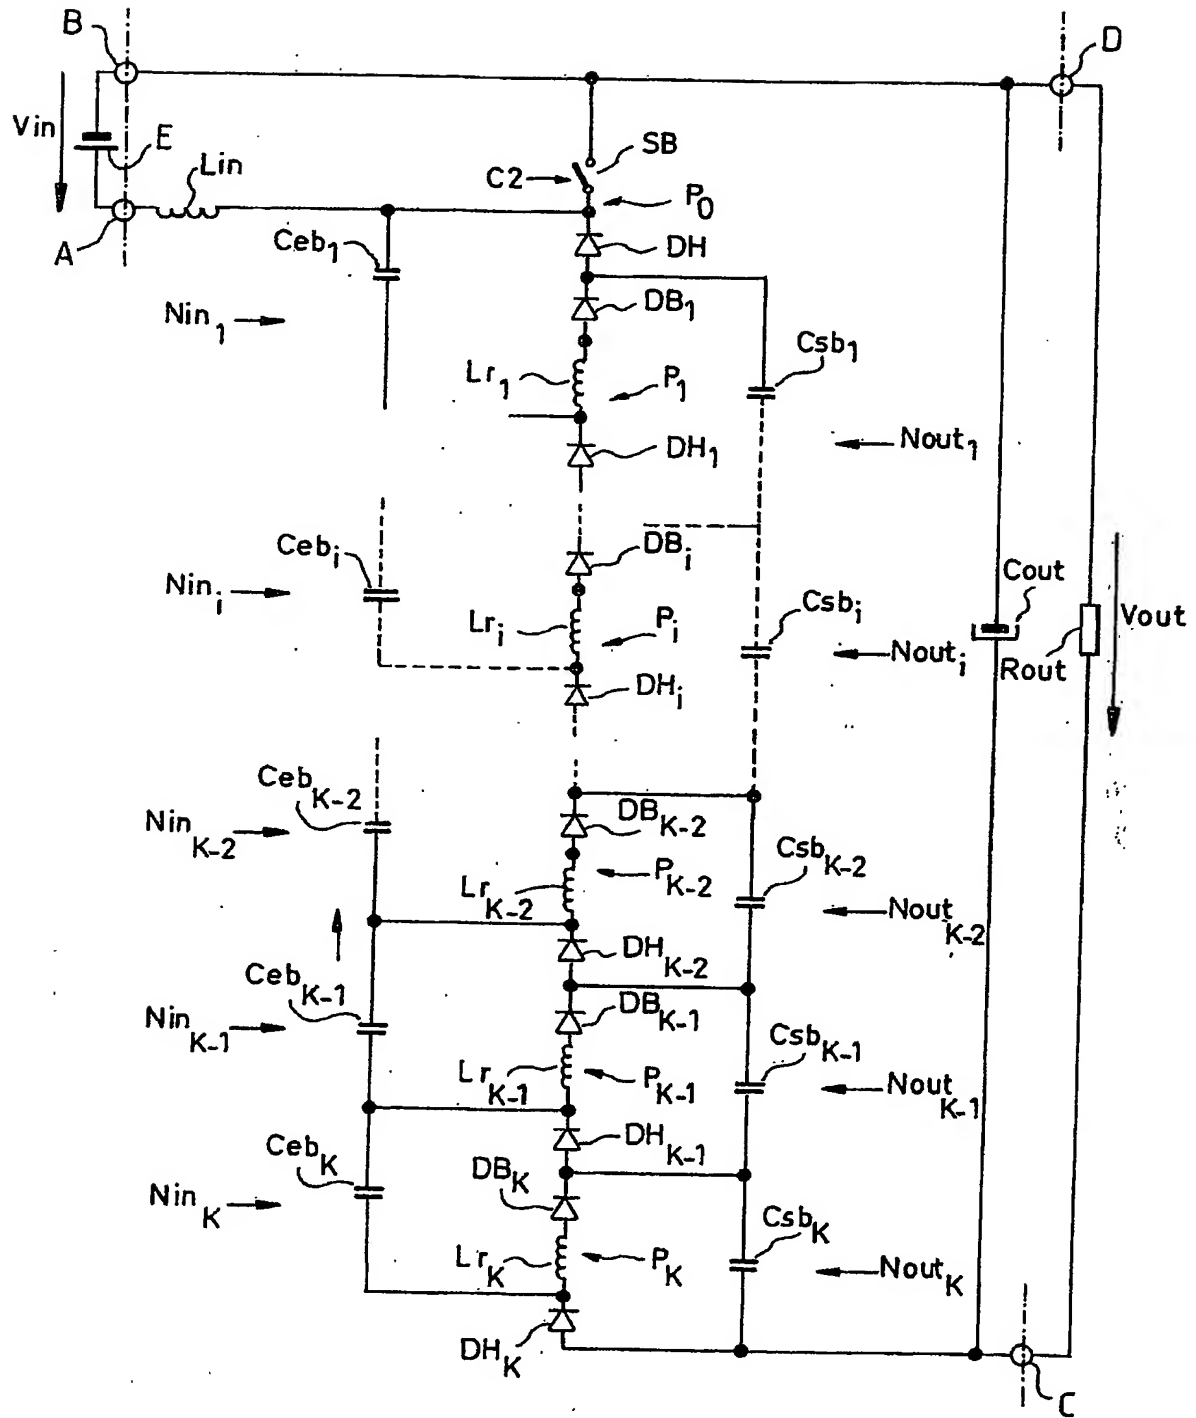 B
D
Vin
E
Lin
SB
C2
P0
A
Ceb1
DH
Nin1
DB1
Csb1
Lr1
P1
DH1
Nout1
Cebi
DBi
Nini
Lri
Pi
Csbi
Cout
Vout
Nouti
Rout
DHi
CebK-2
NinK-2
DBK-2
CsbK-2
LrK-2
PK-2
NoutK-2
DHK-2
CebK-1
NinK-1
DBK-1
CsbK-1
LrK-1
PK-1
NoutK-1
DHK-1
CebK
NinK
DBK
CsbK
LrK
PK
NoutK
DHK
C